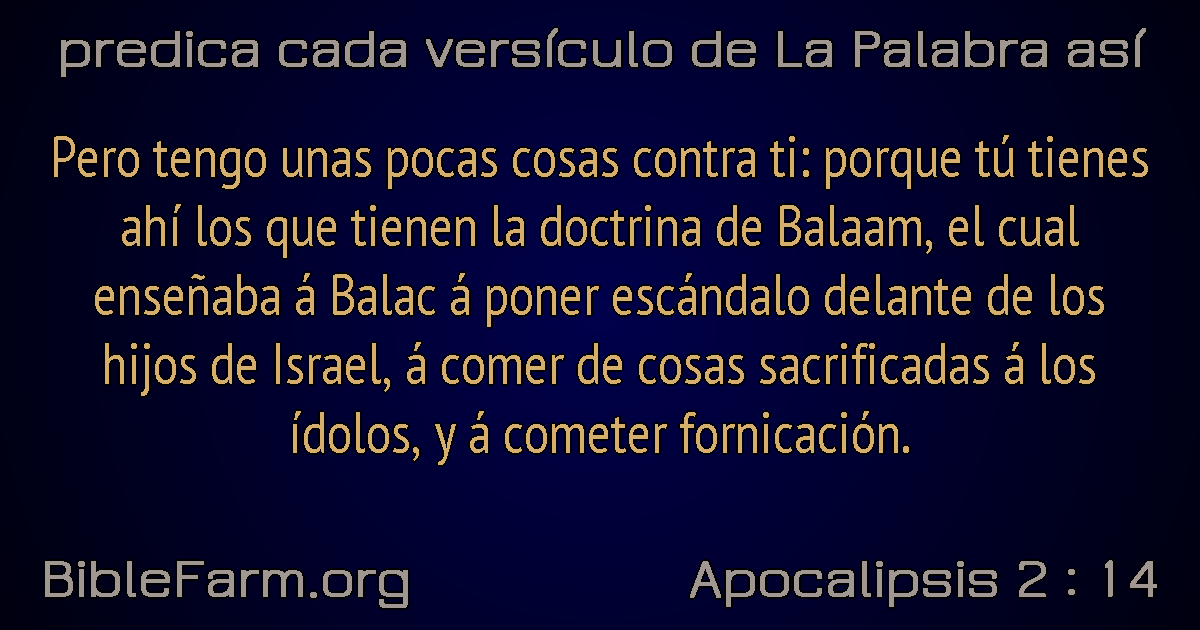 predica cada versículo de La Palabra así
Pero tengo unas pocas cosas contra ti: porque tú tienes
ahí los que tienen la doctrina de Balaam, el cual
enseñaba á Balac á poner escándalo delante de los
hijos de Israel, á comer de cosas sacrificadas á los
ídolos, y á cometer fornicación.
BibleFarm.org
Apocalipsis 2 : 14